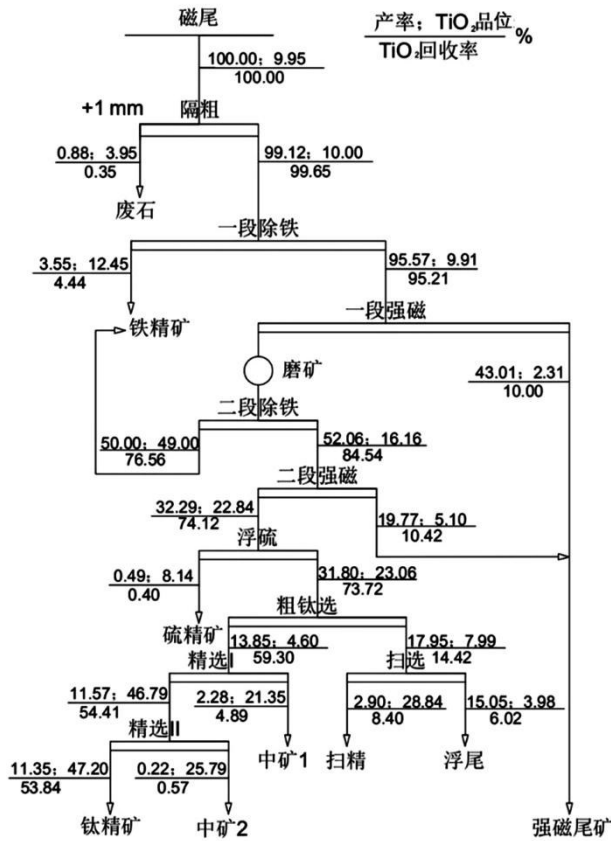 磁尾
产率；TiO₂品位
TiO₂回收率
%
100.00；9.95
100.00
+1 mm
隔粗
0.88；3.95
0.35
99.12；10.00
99.65
废石
一段除铁
3.55；12.45
4.44
95.57；9.91
95.21
铁精矿
一段强磁
磨矿
43.01；2.31
10.00
二段除铁
50.00；49.00
76.56
52.06；16.16
84.54
二段强磁
32.29；22.84
74.12
19.77；5.10
10.42
浮硫
0.49；8.14
0.40
31.80；23.06
73.72
硫精矿
粗钛选
13.85；4.60
59.30
17.95；7.99
14.42
精选I
扫选
11.57；46.79
54.41
2.28；21.35
4.89
2.90；28.84
8.40
15.05；3.98
6.02
精选II
中矿1
扫精
浮尾
11.35；47.20
53.84
0.22；25.79
0.57
钛精矿
中矿2
强磁尾矿